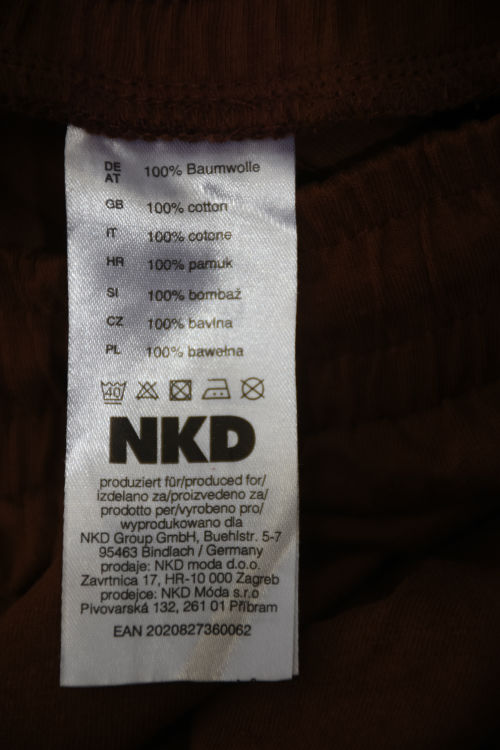 DE AT 100% Baumwolle
GB 100% cotton
IT 100% cotone
HR 100% pamuk
SI 100% bombaž
CZ 100% bavlna
PL 100% bawełna
40
NKD
produziert für/produced for/
izdelano za/proizvedeno za/
prodotto per/vyrobeno pro/
wyprodukowano dla
NKD Group GmbH, Buehlstr. 5-7
95463 Bindlach / Germany
prodaje: NKD moda d.o.o.
Zavrtnica 17, HR-10 000 Zagreb
prodejce: NKD Móda s.r.o
Pivovarská 132, 261 01 Příbram
EAN 2020827360062